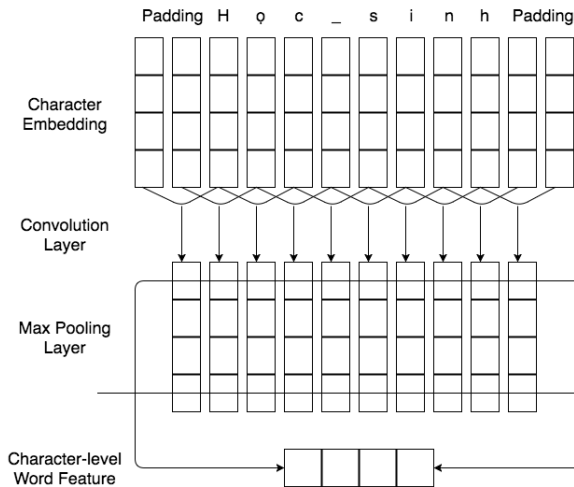 Padding H ọ c _ s i n h Padding
Character
Embedding
Convolution
Layer
Max Pooling
Layer
Character-level
Word Feature